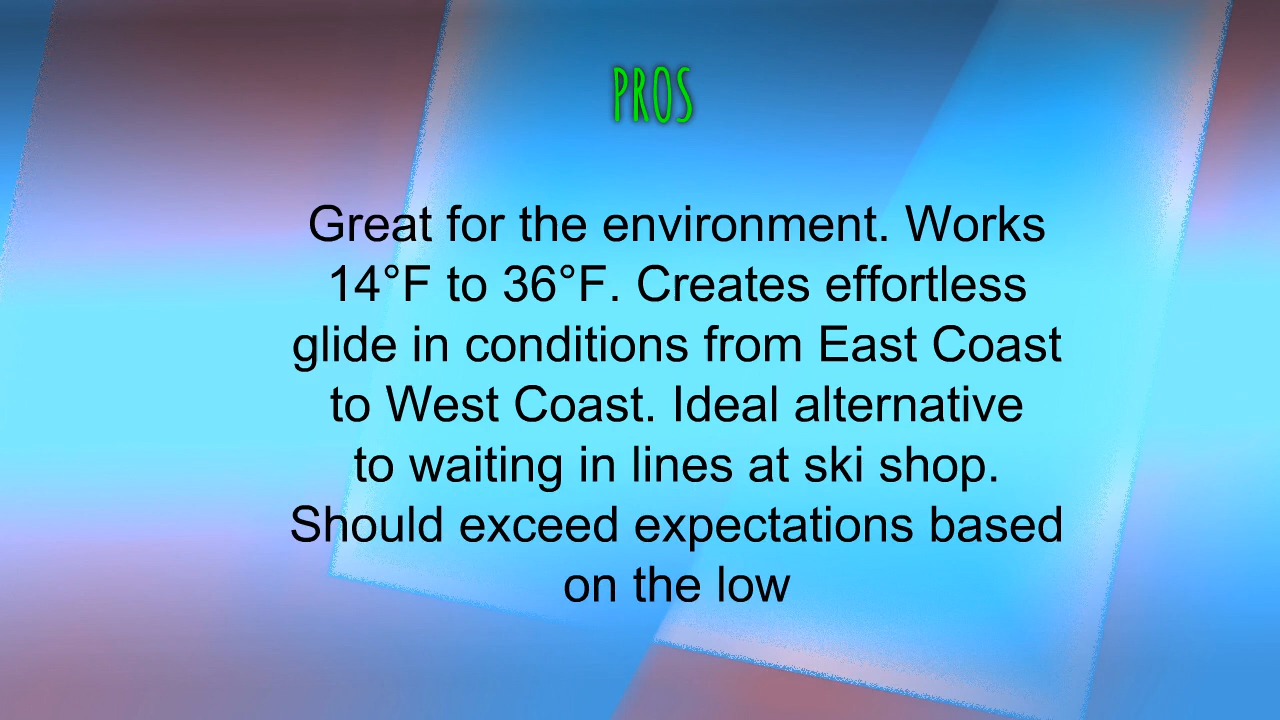 PROS
Great for the environment. Works
14°F to 36°F. Creates effortless
glide in conditions from East Coast
to West Coast. Ideal alternative
to waiting in lines at ski shop.
Should exceed expectations based
on the low